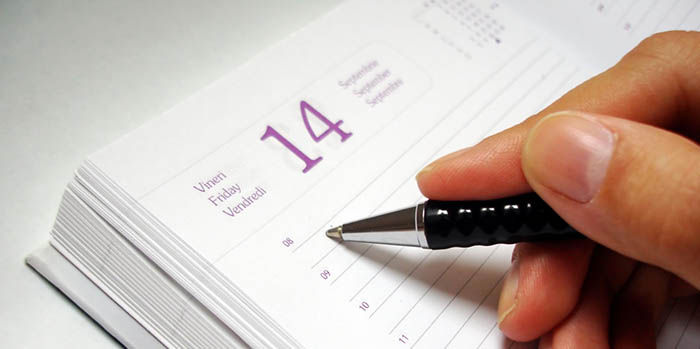 14
Septembrie
September
Septembre
Vineri
Friday
Vendredi
08
09
10
11